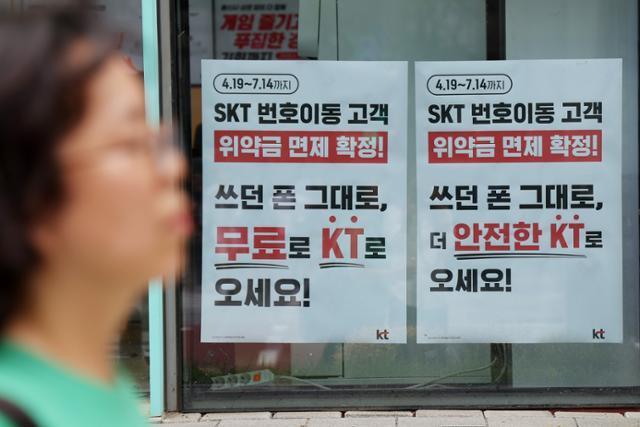 게임 즐기고
푸짐한
4.19~7.14까지
SKT 번호이동 고객
위약금 면제 확정!
쓰던 폰 그대로,
무료로 KT로
오세요!
kt
4.19~7.14까지
SKT 번호이동 고객
위약금 면제 확정!
쓰던 폰 그대로,
더 안전한 KT로
오세요!
kt